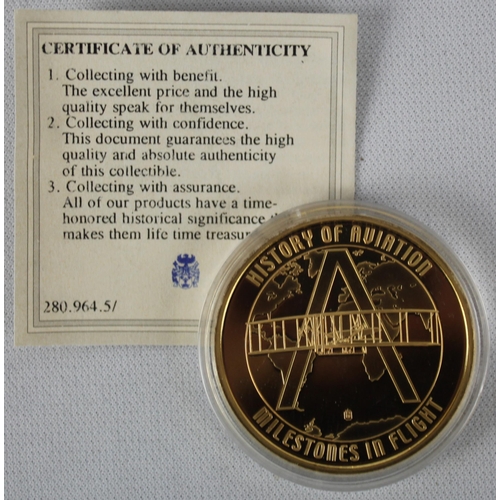 CERTIFICATE OF AUTHENTICITY
1. Collecting with benefit.
The excellent price and the high
quality speak for themselves.
2. Collecting with confidence.
This document guarantees the high
quality and absolute authenticity
of this collectible.
3. Collecting with assurance.
All of our products have a time-
honored historical significance
makes them life time
280.964.5/
HISTORY OF AVIATION
MILESTONES IN FLIGHT